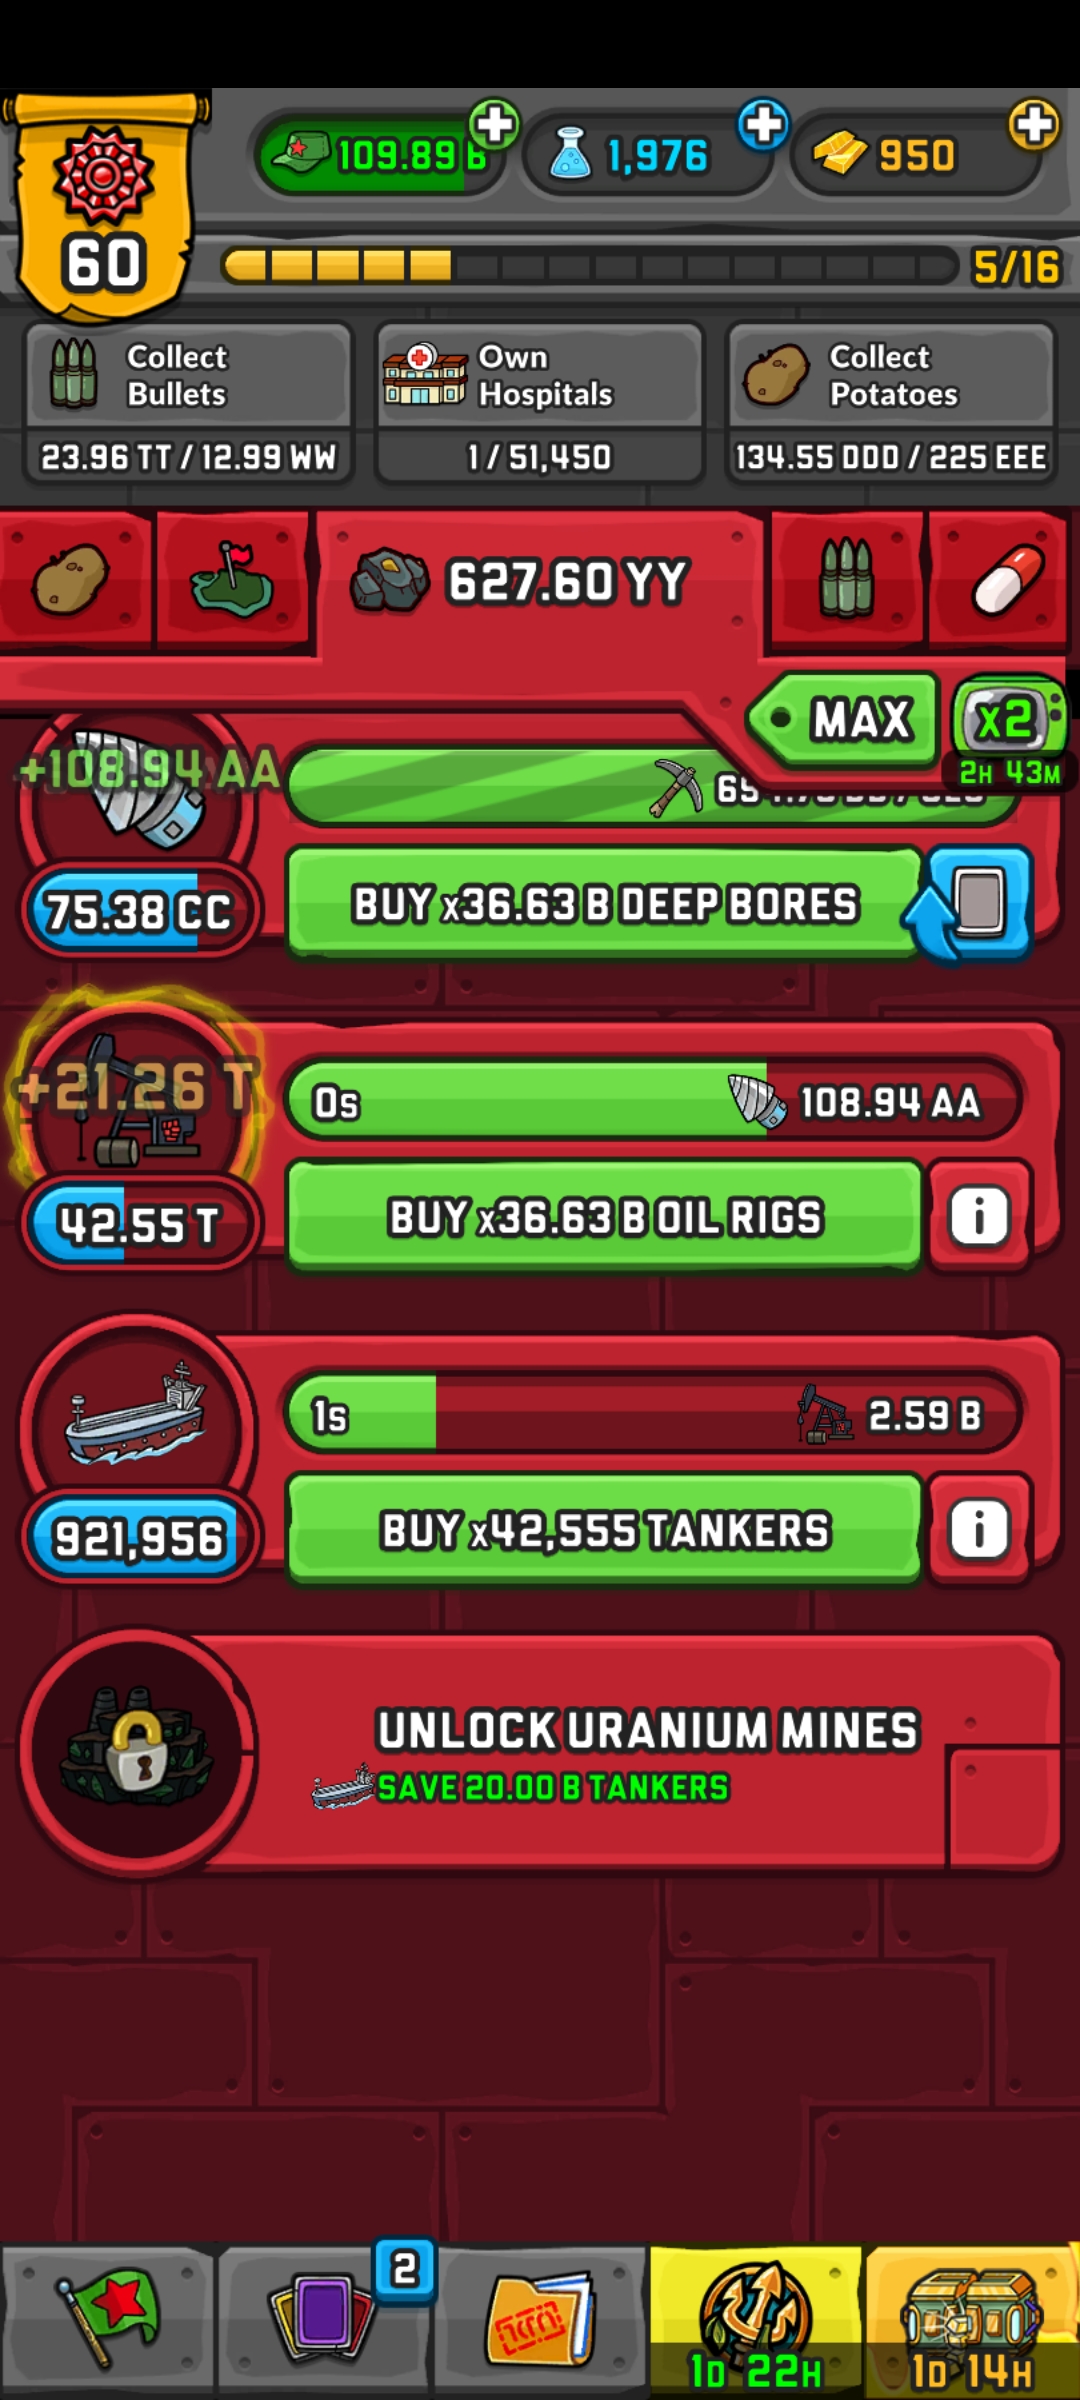 109.89 B
1,976
950
60
5/16
Collect
Bullets
Own
Hospitals
Collect
Potatoes
23.96 TT / 12.99 WW
1 / 51,450
134.55 DDD / 225 EEE
627.60 YY
MAX
x2
2H 43M
+108.94 AA
75.38 CC
BUY x36.63 B DEEP BORES
+21.26 T
0s
108.94 AA
42.55 T
BUY x36.63 B OIL RIGS
i
1s
2.59 B
921,956
BUY x42,555 TANKERS
i
UNLOCK URANIUM MINES
SAVE 20.00 B TANKERS
2
1D 22H
1D 14H